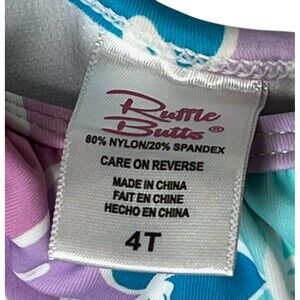 Ruffle
Butts®
80% NYLON/20% SPANDEX
CARE ON REVERSE
MADE IN CHINA
FAIT EN CHINE
HECHO EN CHINA
4T